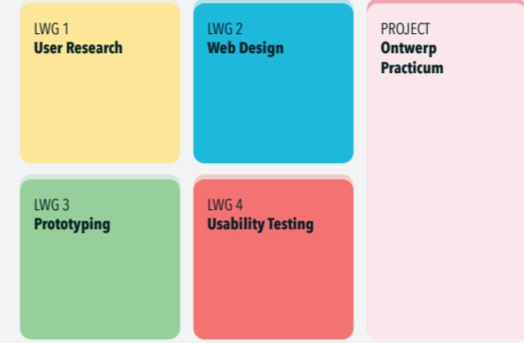 LWG 1
User Research
LWG 2
Web Design
PROJECT
Ontwerp
Practicum
LWG 3
Prototyping
LWG 4
Usability Testing